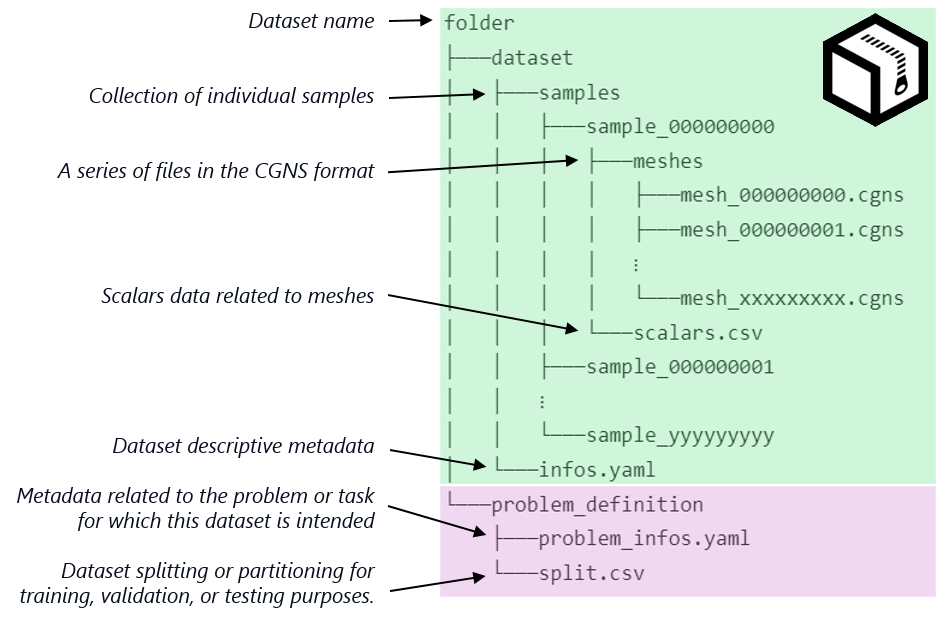 Dataset name folder
├───dataset
Collection of individual samples │ ├───samples
│ │ ├───sample_000000000
A series of files in the CGNS format │ │ │ ├───meshes
│ │ │ │ ├───mesh_000000000.cgns
│ │ │ │ ├───mesh_000000001.cgns
│ │ │ │ ⋮
Scalars data related to meshes │ │ │ │ └───mesh_xxxxxxxxx.cgns
│ │ │ └───scalars.csv
│ │ ├───sample_000000001
│ │ ⋮
│ │ └───sample_yyyyyyyyy
Dataset descriptive metadata │ └───infos.yaml
Metadata related to the problem or task
for which this dataset is intended
└───problem_definition
├───problem_infos.yaml
Dataset splitting or partitioning for
training, validation, or testing purposes.
└───split.csv